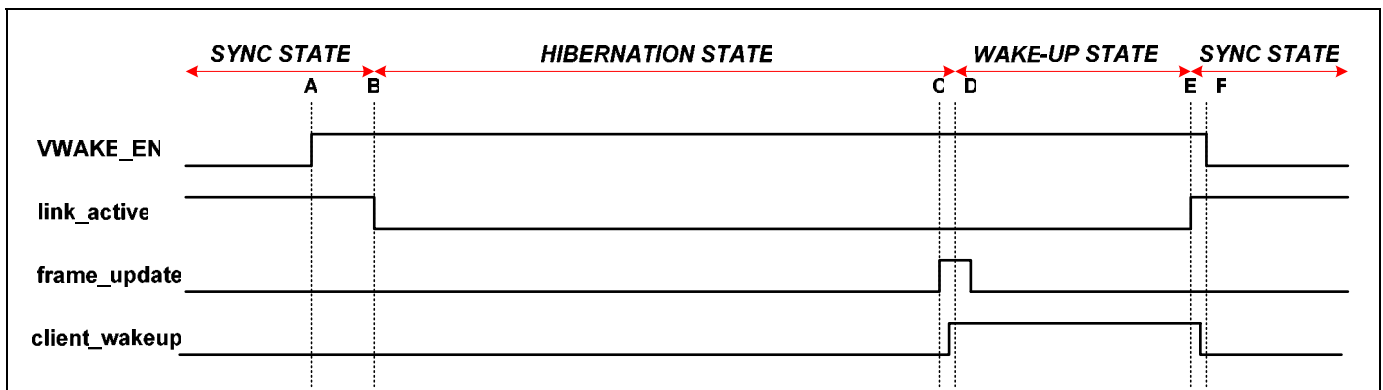 SYNC STATE HIBERNATION STATE WAKE-UP STATE SYNC STATE
A B C D E F
VWAKE_EN
link_active
frame_update
client_wakeup